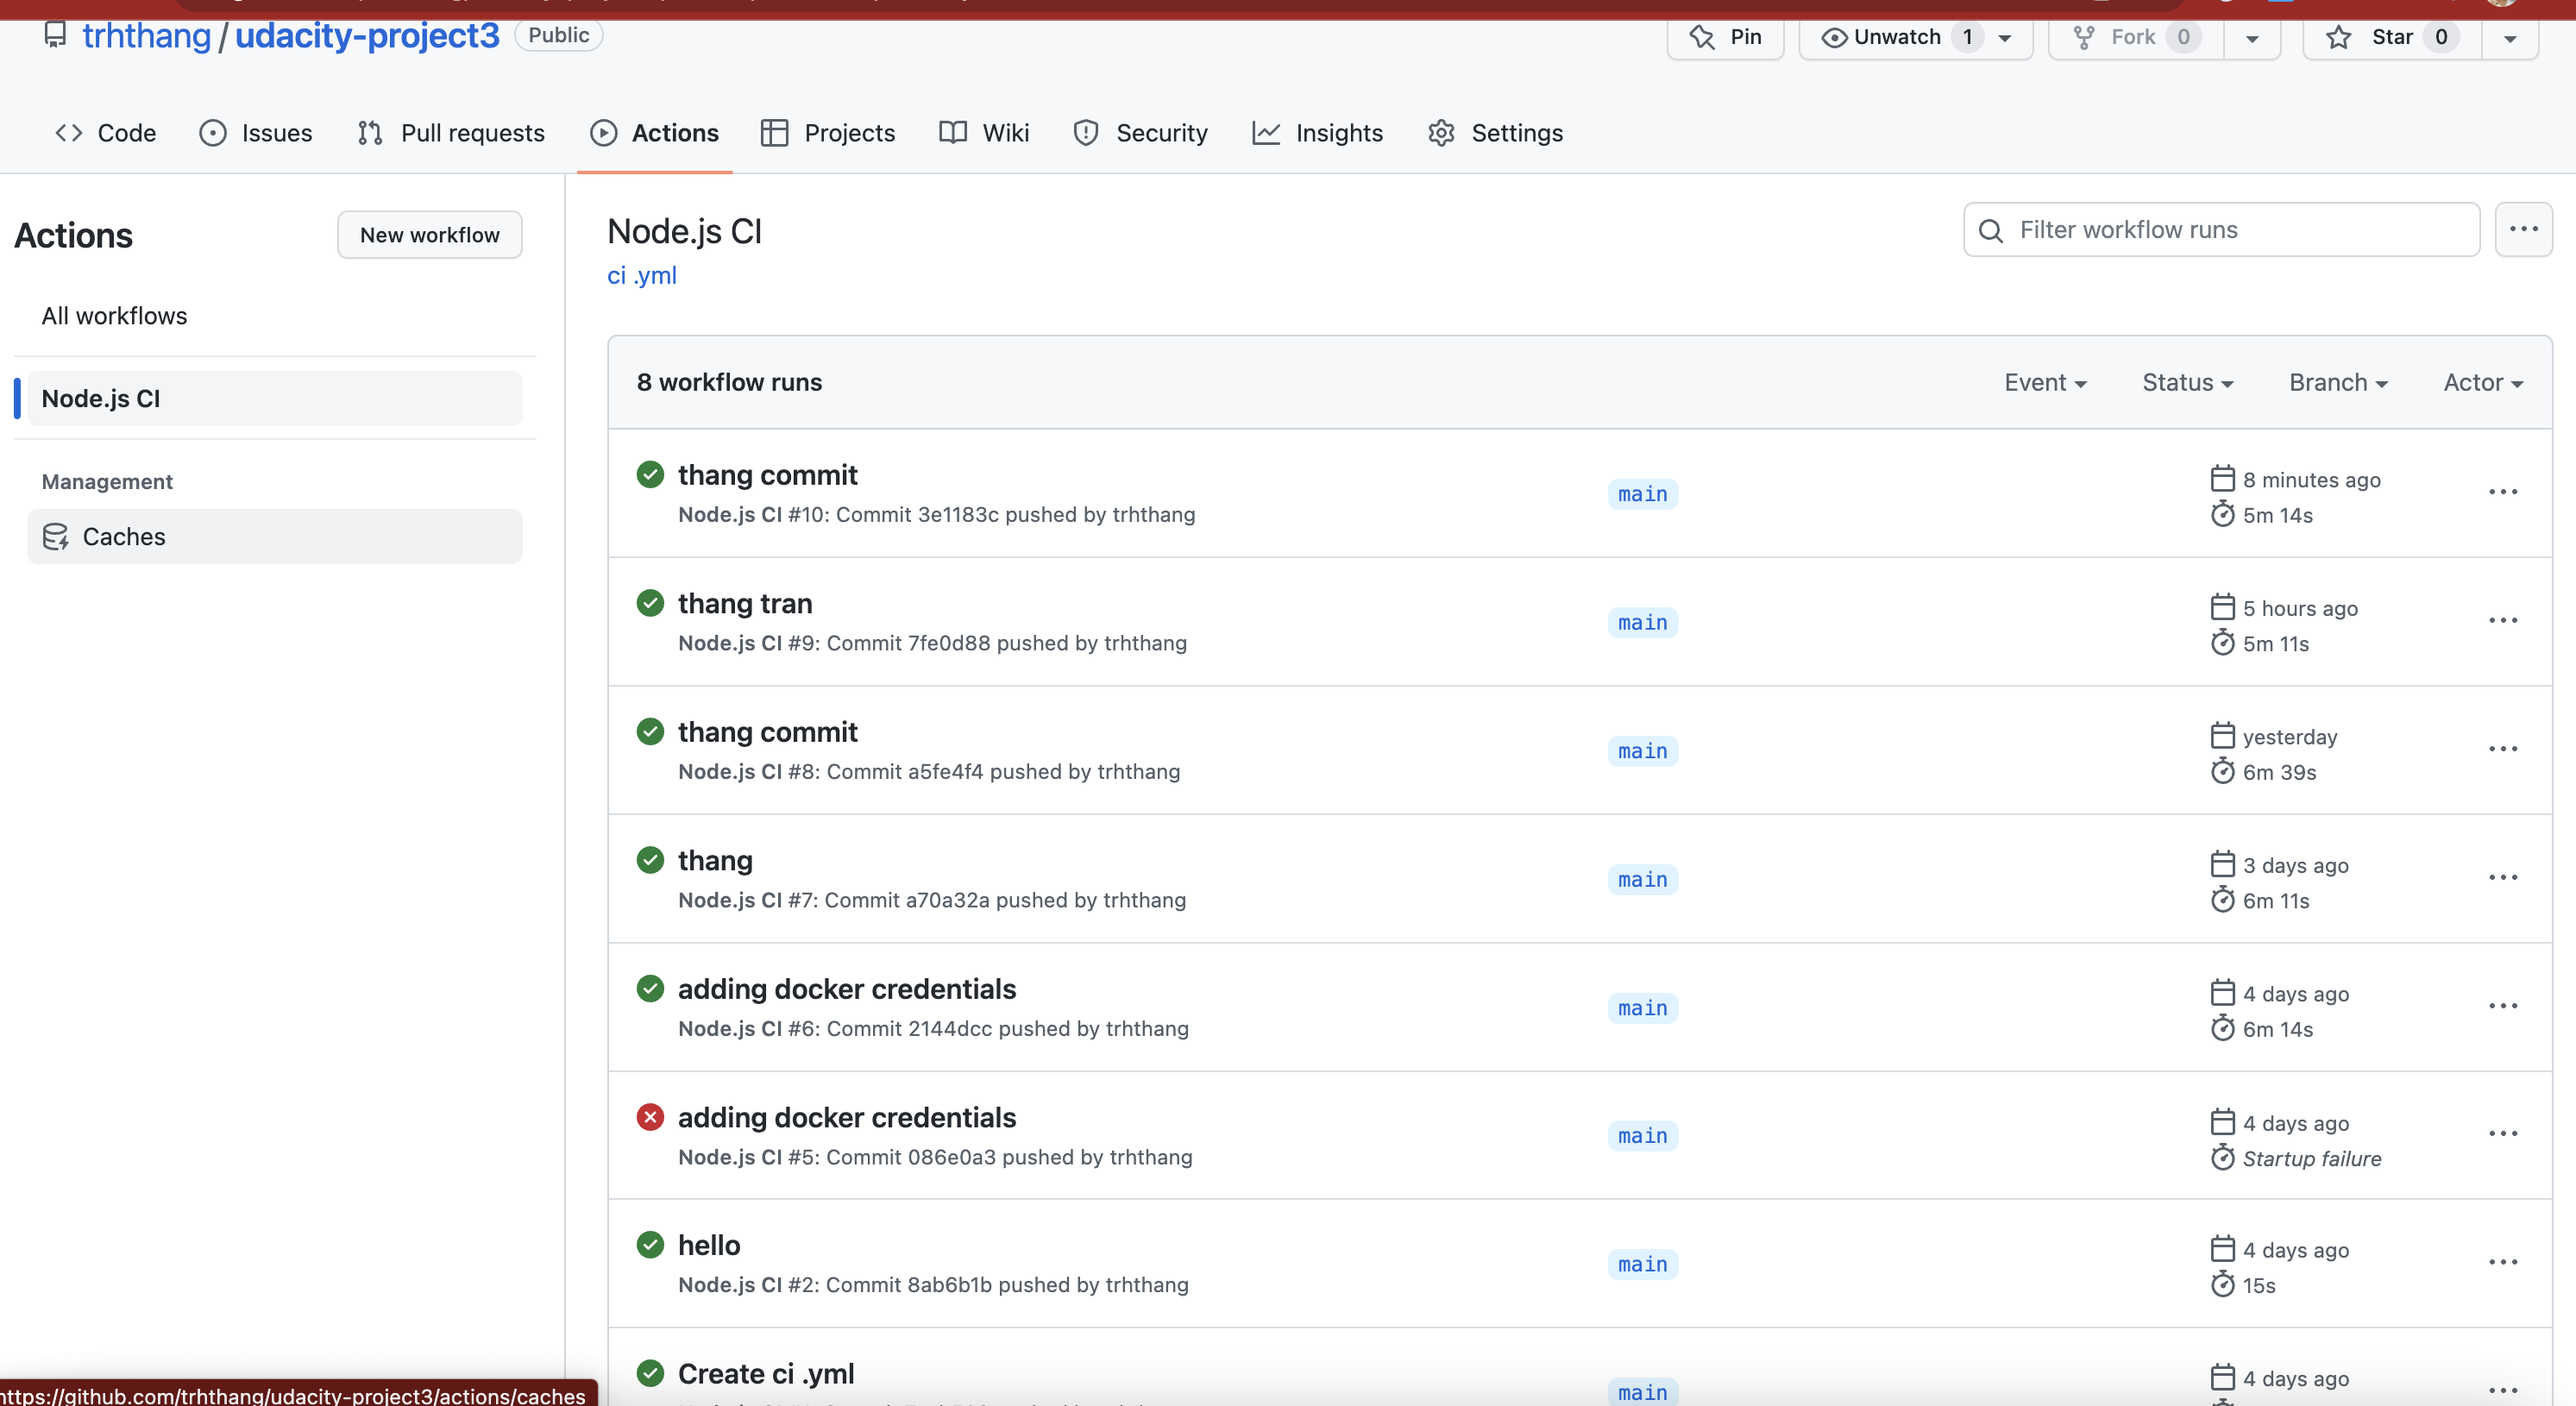 trhthang / udacity-project3 Public
Pin
Unwatch 1
Fork 0
Star 0
Code
Issues
Pull requests
Actions
Projects
Wiki
Security
Insights
Settings
Actions
New workflow
All workflows
Node.js CI
Management
Caches
Node.js CI
ci .yml
Filter workflow runs
8 workflow runs
Event
Status
Branch
Actor
thang commit
Node.js CI #10: Commit 3e1183c pushed by trhthang
main
8 minutes ago
5m 14s
thang tran
Node.js CI #9: Commit 7fe0d88 pushed by trhthang
main
5 hours ago
5m 11s
thang commit
Node.js CI #8: Commit a5fe4f4 pushed by trhthang
main
yesterday
6m 39s
thang
Node.js CI #7: Commit a70a32a pushed by trhthang
main
3 days ago
6m 11s
adding docker credentials
Node.js CI #6: Commit 2144dcc pushed by trhthang
main
4 days ago
6m 14s
adding docker credentials
Node.js CI #5: Commit 086e0a3 pushed by trhthang
main
4 days ago
Startup failure
hello
Node.js CI #2: Commit 8ab6b1b pushed by trhthang
main
4 days ago
15s
Create ci .yml
main
4 days ago
https://github.com/trhthang/udacity-project3/actions/caches